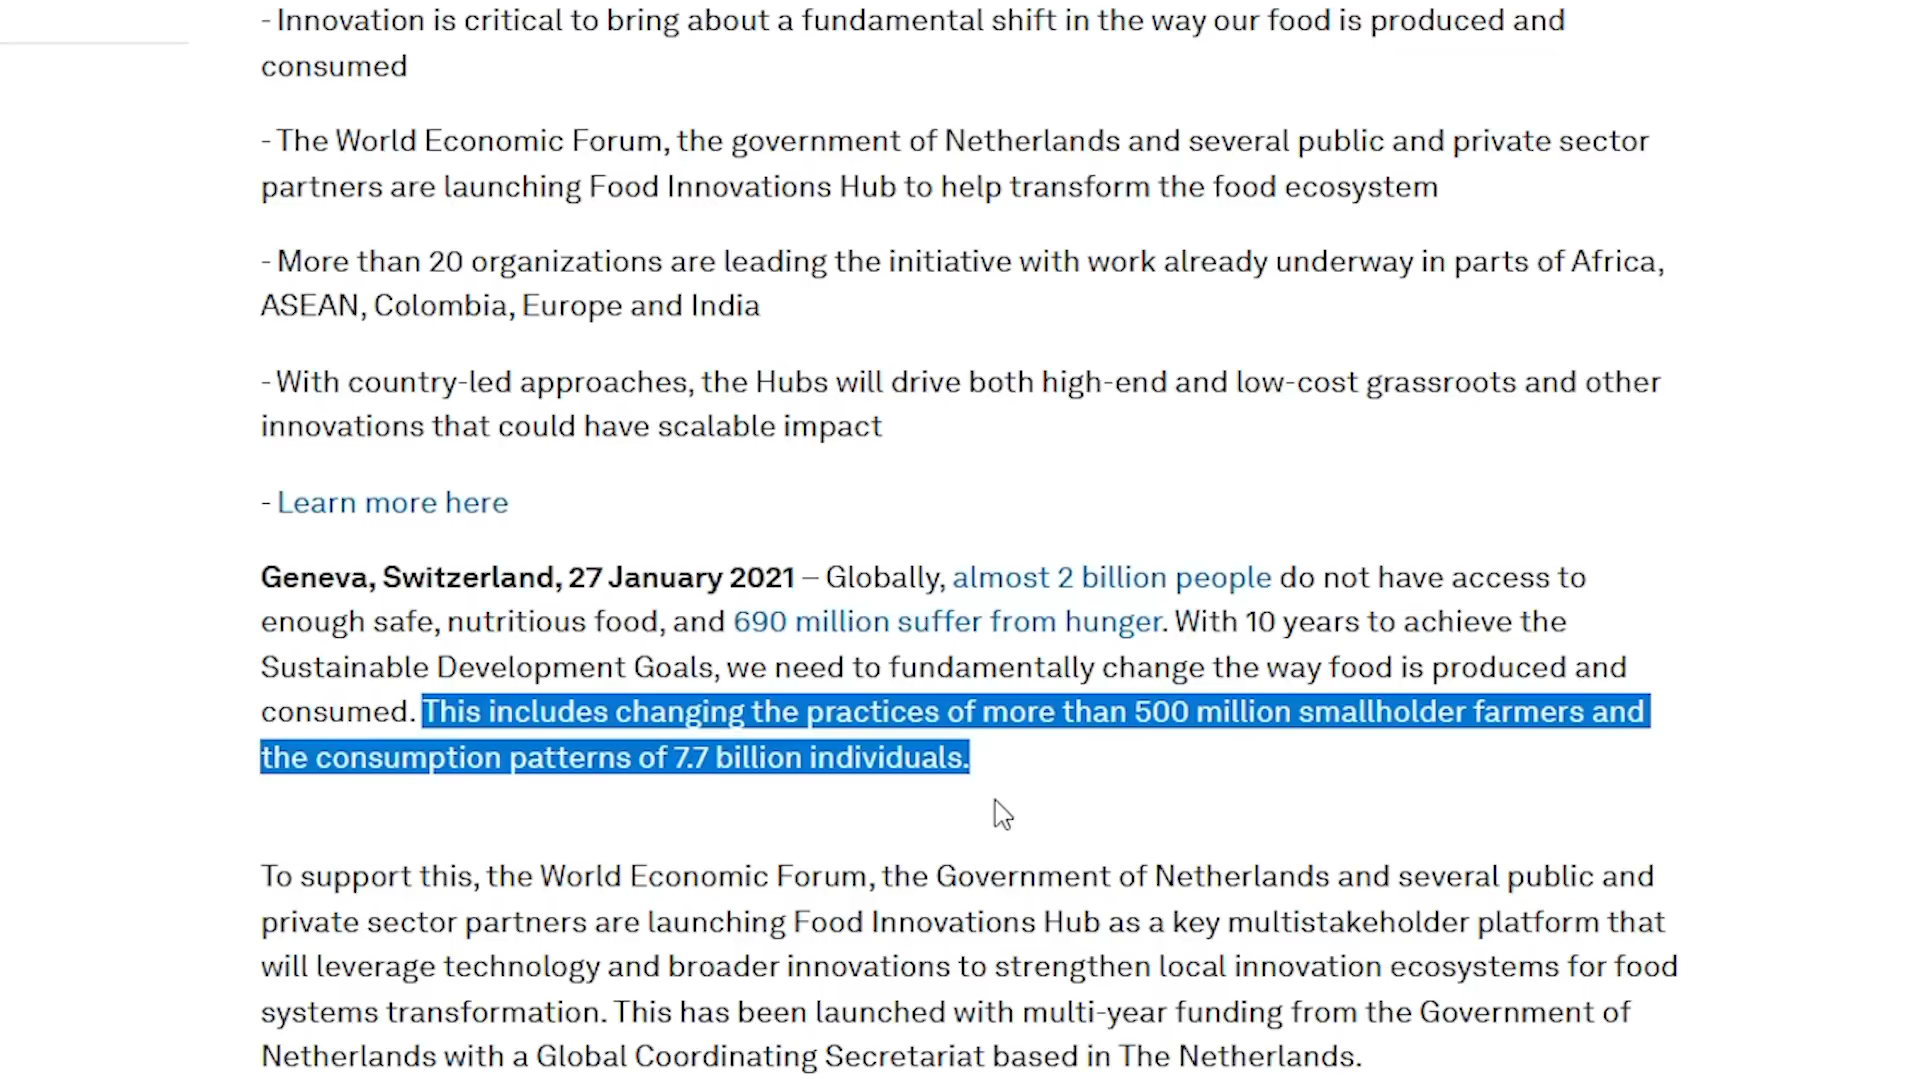 - Innovation is critical to bring about a fundamental shift in the way our food is produced and
consumed
- The World Economic Forum, the government of Netherlands and several public and private sector
partners are launching Food Innovations Hub to help transform the food ecosystem
- More than 20 organizations are leading the initiative with work already underway in parts of Africa,
ASEAN, Colombia, Europe and India
- With country-led approaches, the Hubs will drive both high-end and low-cost grassroots and other
innovations that could have scalable impact
- Learn more here
Geneva, Switzerland, 27 January 2021 – Globally, almost 2 billion people do not have access to
enough safe, nutritious food, and 690 million suffer from hunger. With 10 years to achieve the
Sustainable Development Goals, we need to fundamentally change the way food is produced and
consumed. This includes changing the practices of more than 500 million smallholder farmers and
the consumption patterns of 7.7 billion individuals.
To support this, the World Economic Forum, the Government of Netherlands and several public and
private sector partners are launching Food Innovations Hub as a key multistakeholder platform that
will leverage technology and broader innovations to strengthen local innovation ecosystems for food
systems transformation. This has been launched with multi-year funding from the Government of
Netherlands with a Global Coordinating Secretariat based in The Netherlands.